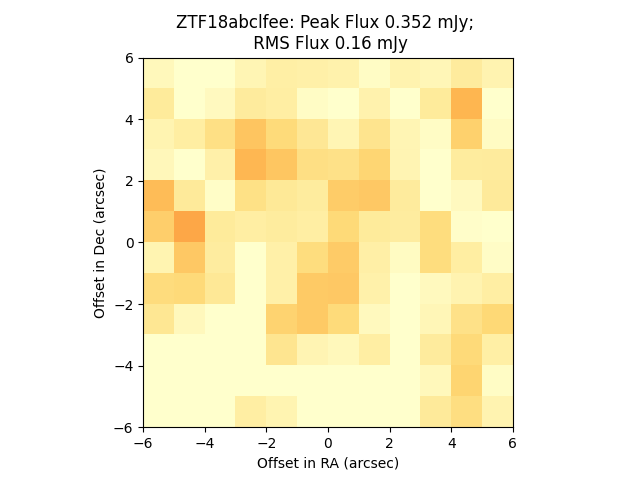 ZTF18abclfee: Peak Flux 0.352 mJy;
RMS Flux 0.16 mJy
6
4
2
0
−2
−4
−6
Offset in Dec (arcsec)
−6 −4 −2 0 2 4 6
Offset in RA (arcsec)